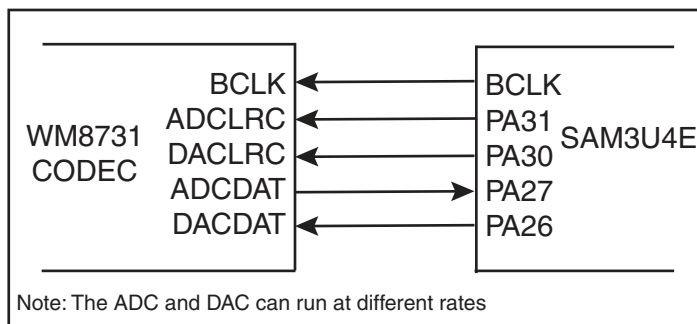 WM8731
CODEC
BCLK
ADCLRC
DACLRC
ADCDAT
DACDAT
BCLK
PA31
PA30
PA27
PA26
SAM3U4E
Note: The ADC and DAC can run at different rates